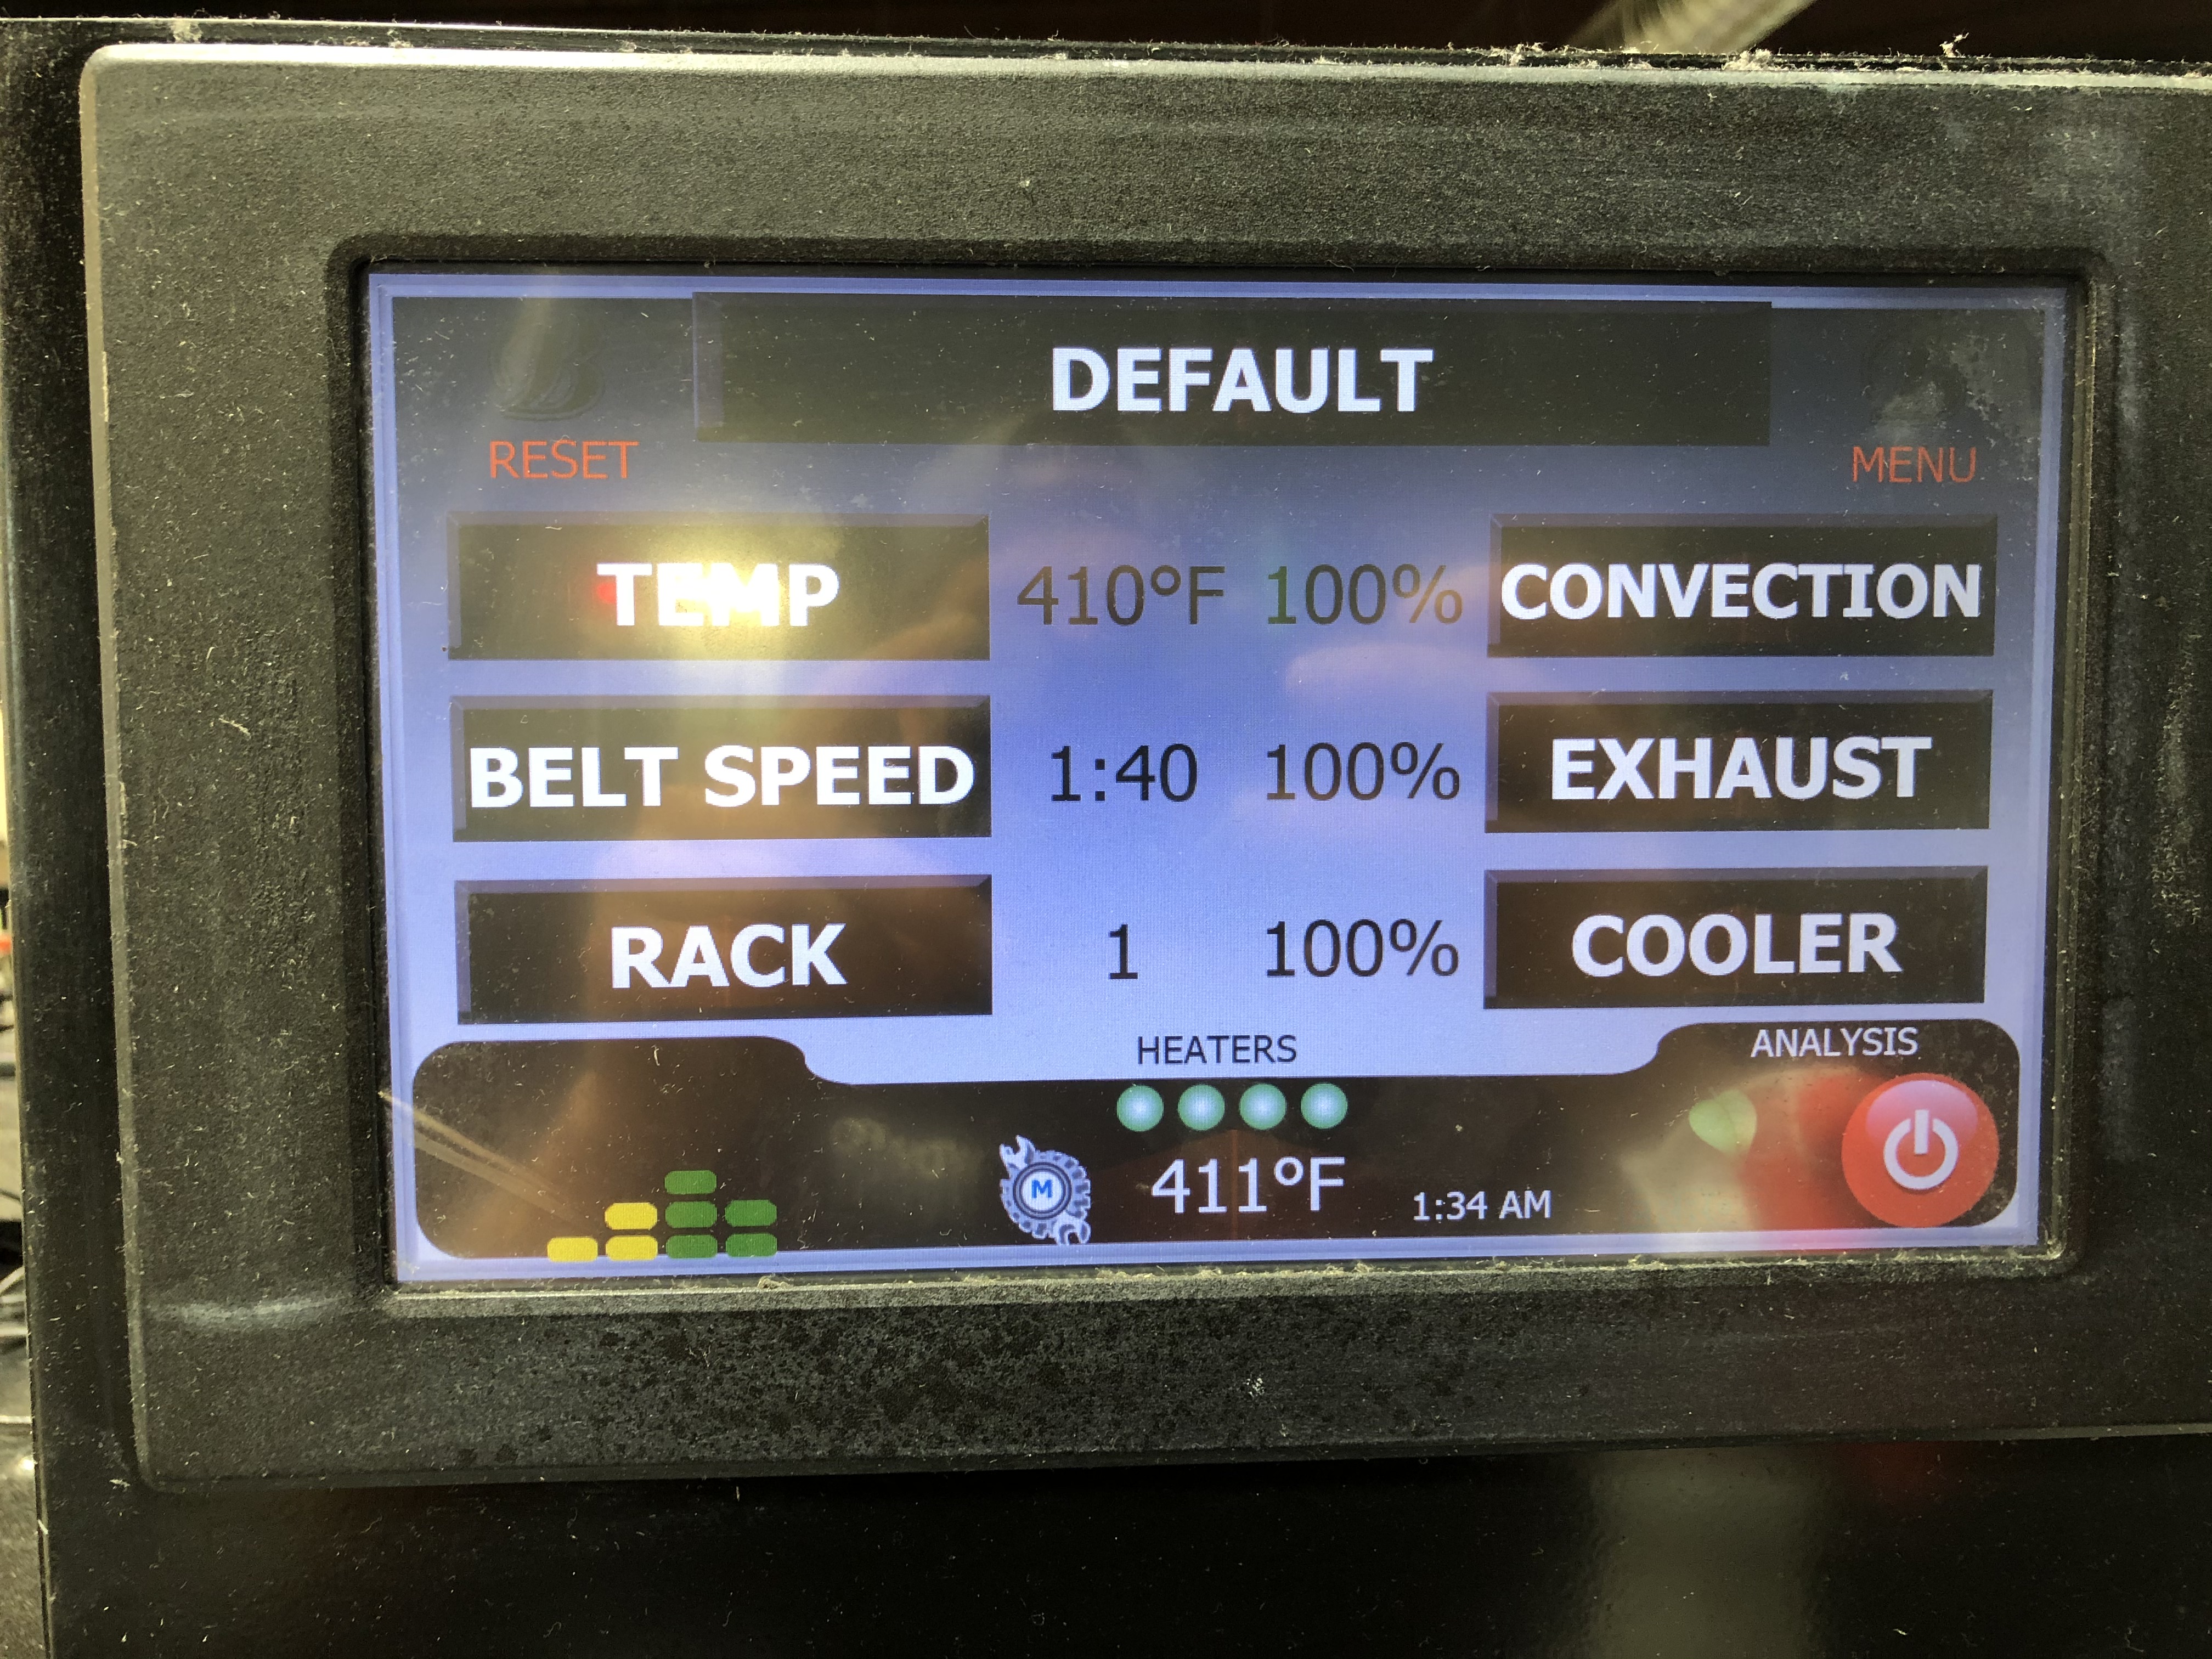 DEFAULT
RESET
MENU
TEMP 410°F 100% CONVECTION
BELT SPEED 1:40 100% EXHAUST
RACK 1 100% COOLER
HEATERS
ANALYSIS
M 411°F 1:34 AM